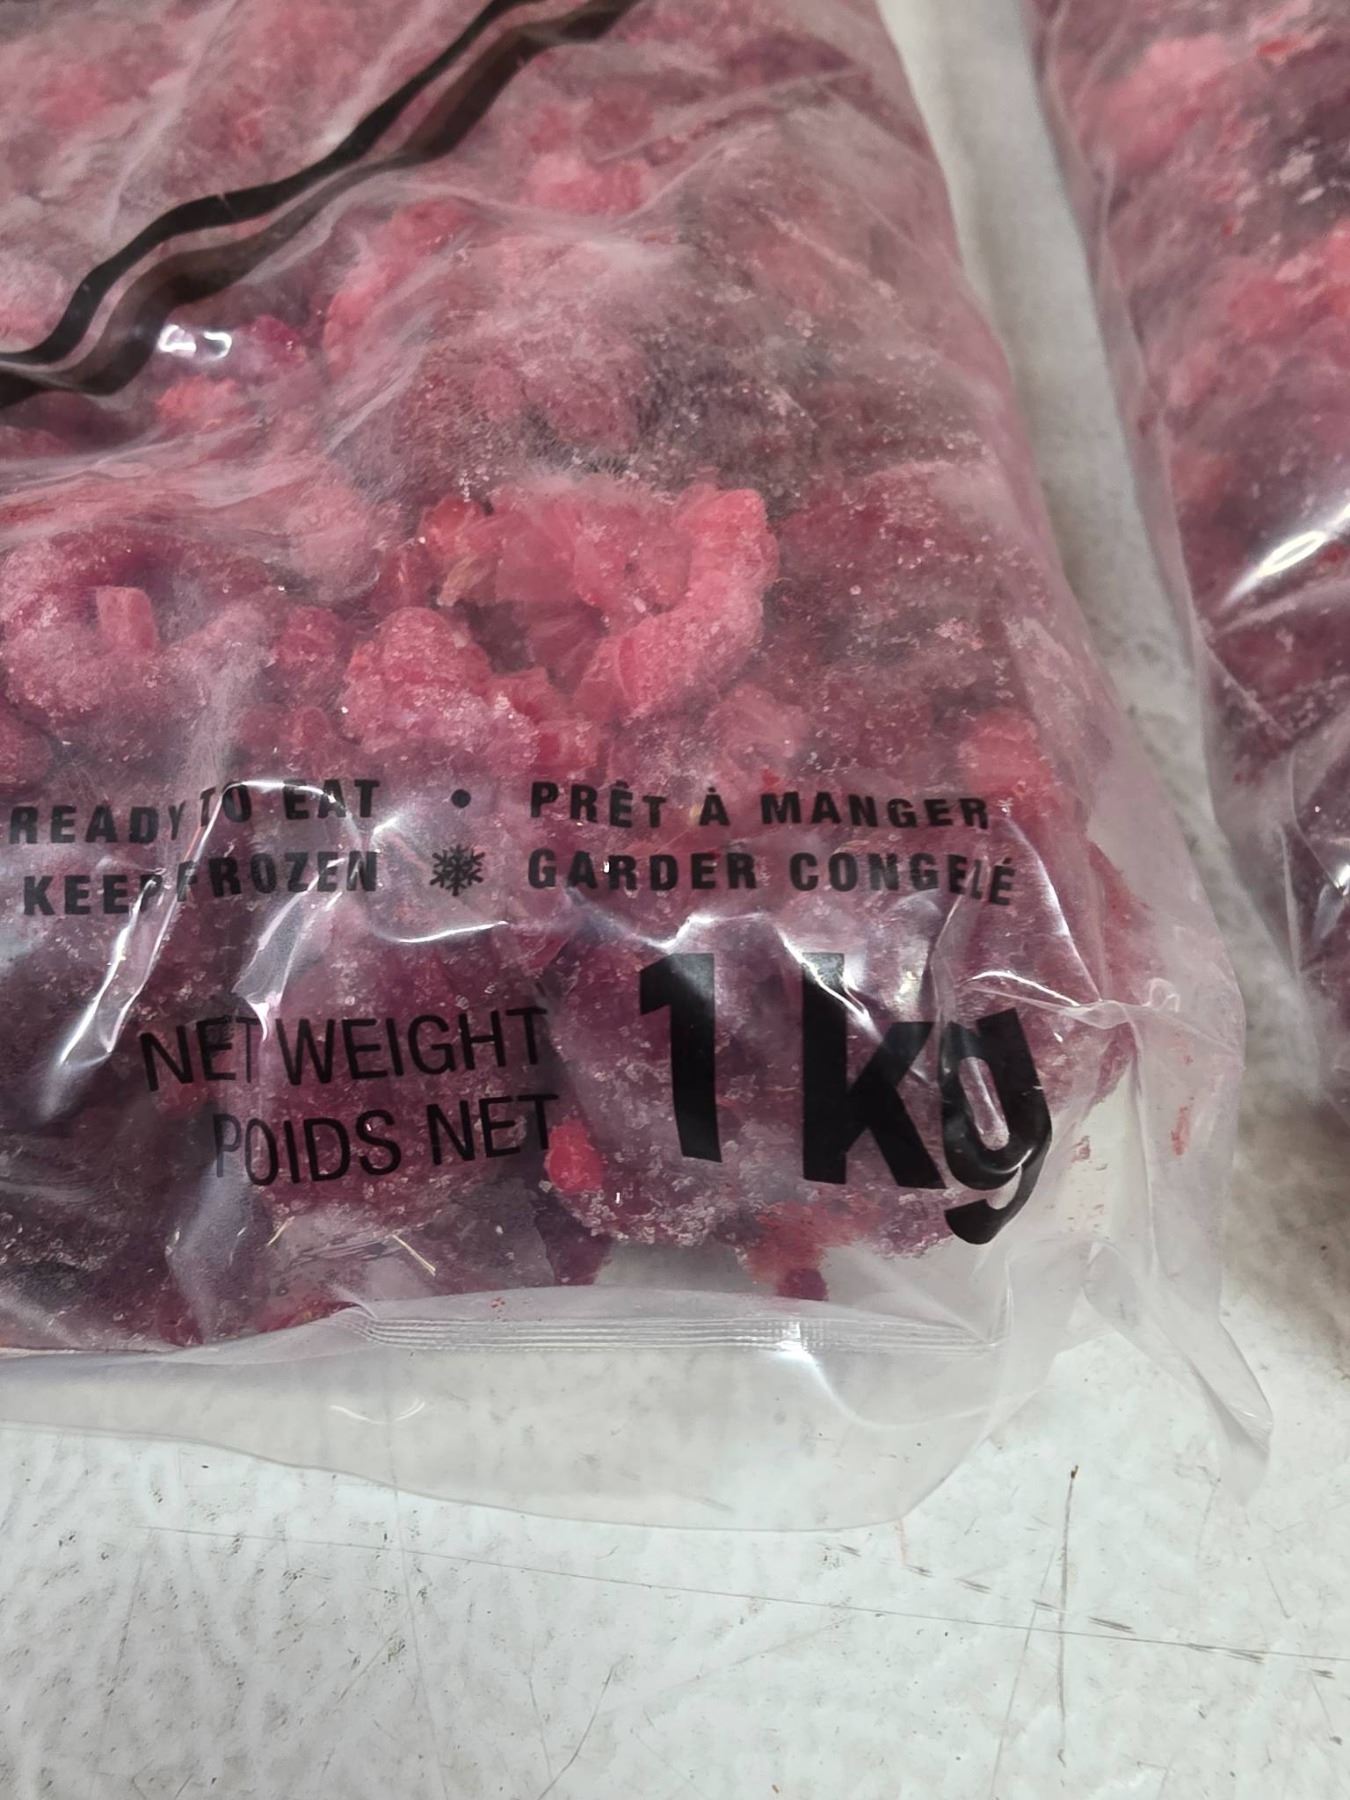 READY TO EAT • PRÊT À MANGER
KEEP FROZEN GARDER CONGELÉ
NET WEIGHT
POIDS NET
1 kg